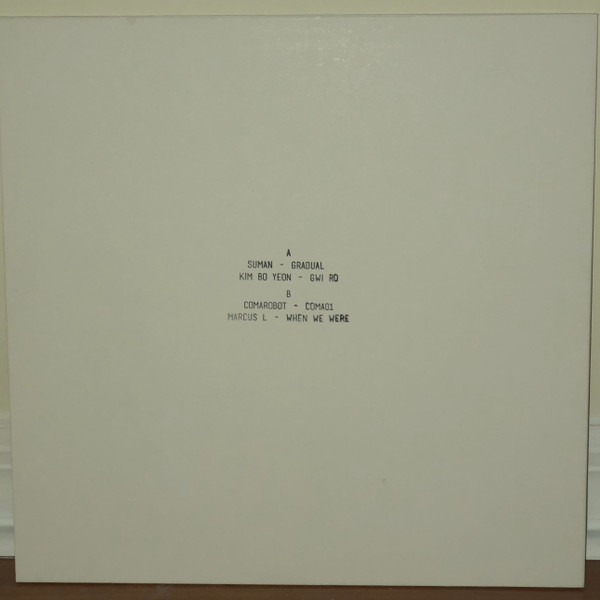 A
SUMAN - GRADUAL
KIM BO YEON - GWI RO
B
COMAROBOT - COMA01
MARCUS L - WHEN WE WERE